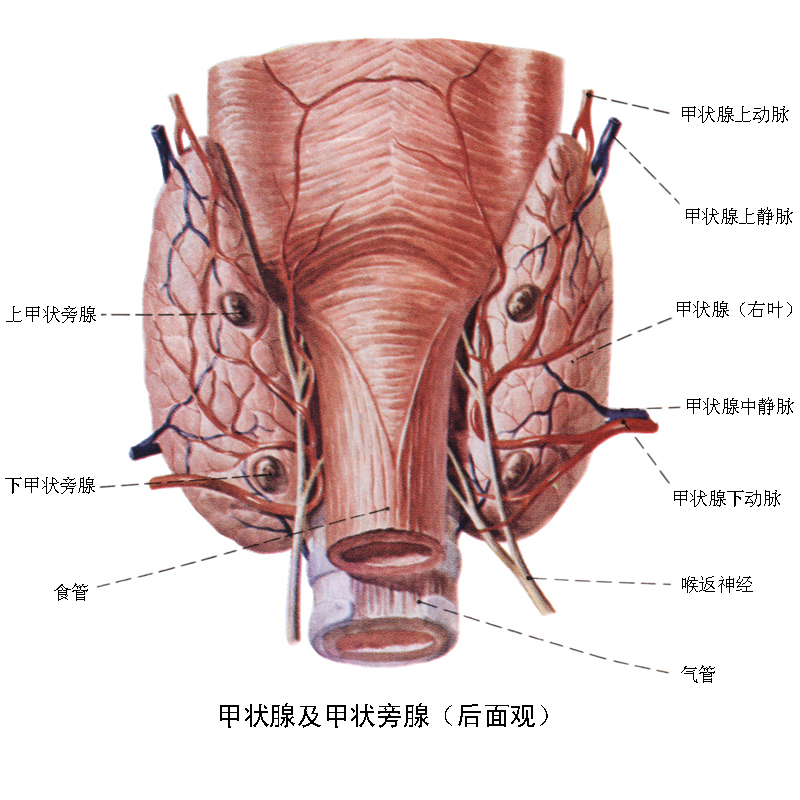 甲状腺上动脉
甲状腺上静脉
上甲状旁腺
甲状腺（右叶）
甲状腺中静脉
下甲状旁腺
甲状腺下动脉
食管
喉返神经
气管
甲状腺及甲状旁腺（后面观）